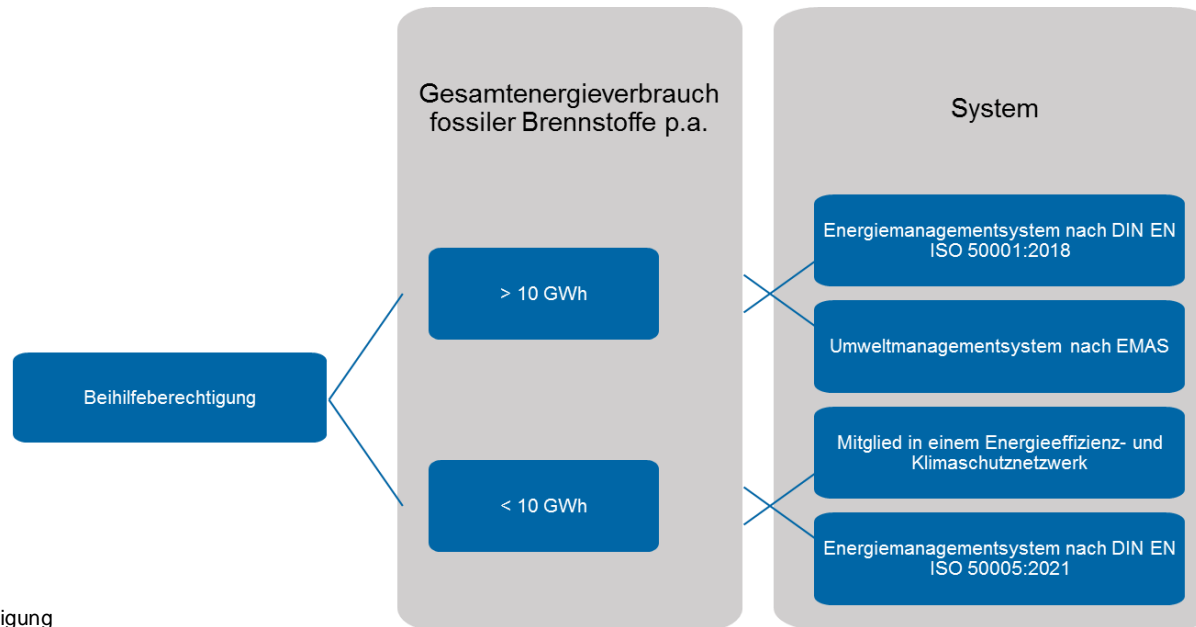 Gesamtenergieverbrauch
fossiler Brennstoffe p.a.
System
Energiemanagementsystem nach DIN EN
ISO 50001:2018
> 10 GWh
Umweltmanagementsystem nach EMAS
Beihilfeberechtigung
Mitglied in einem Energieeffizienz- und
Klimaschutznetzwerk
< 10 GWh
Energiemanagementsystem nach DIN EN
ISO 50005:2021
igung